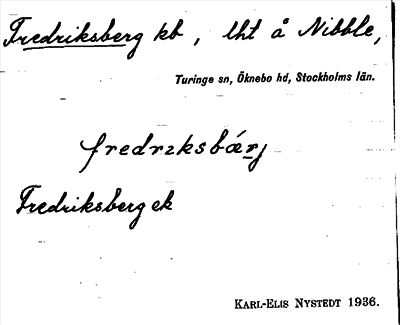 Fredriksberg kb, lht å Nibble,
Turinge sn, Öknebo hd, Stockholms län.
fredrɪksbǽrj
Fredriksberg ek
KARL-ELIS NYSTEDT 1936.